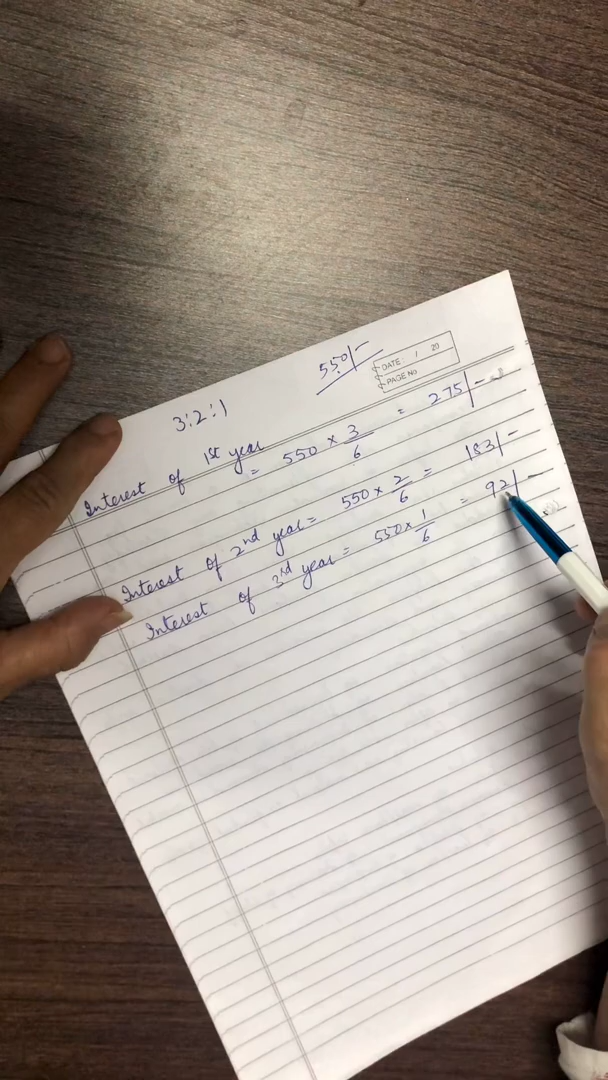 550/-
DATE / 20
PAGE No
3:2:1
Interest of 1st year = 550 × 3/6 = 275/-
Interest of 2nd year = 550 × 2/6 = 183/-
Interest of 3rd year = 550 × 1/6 = 92/-